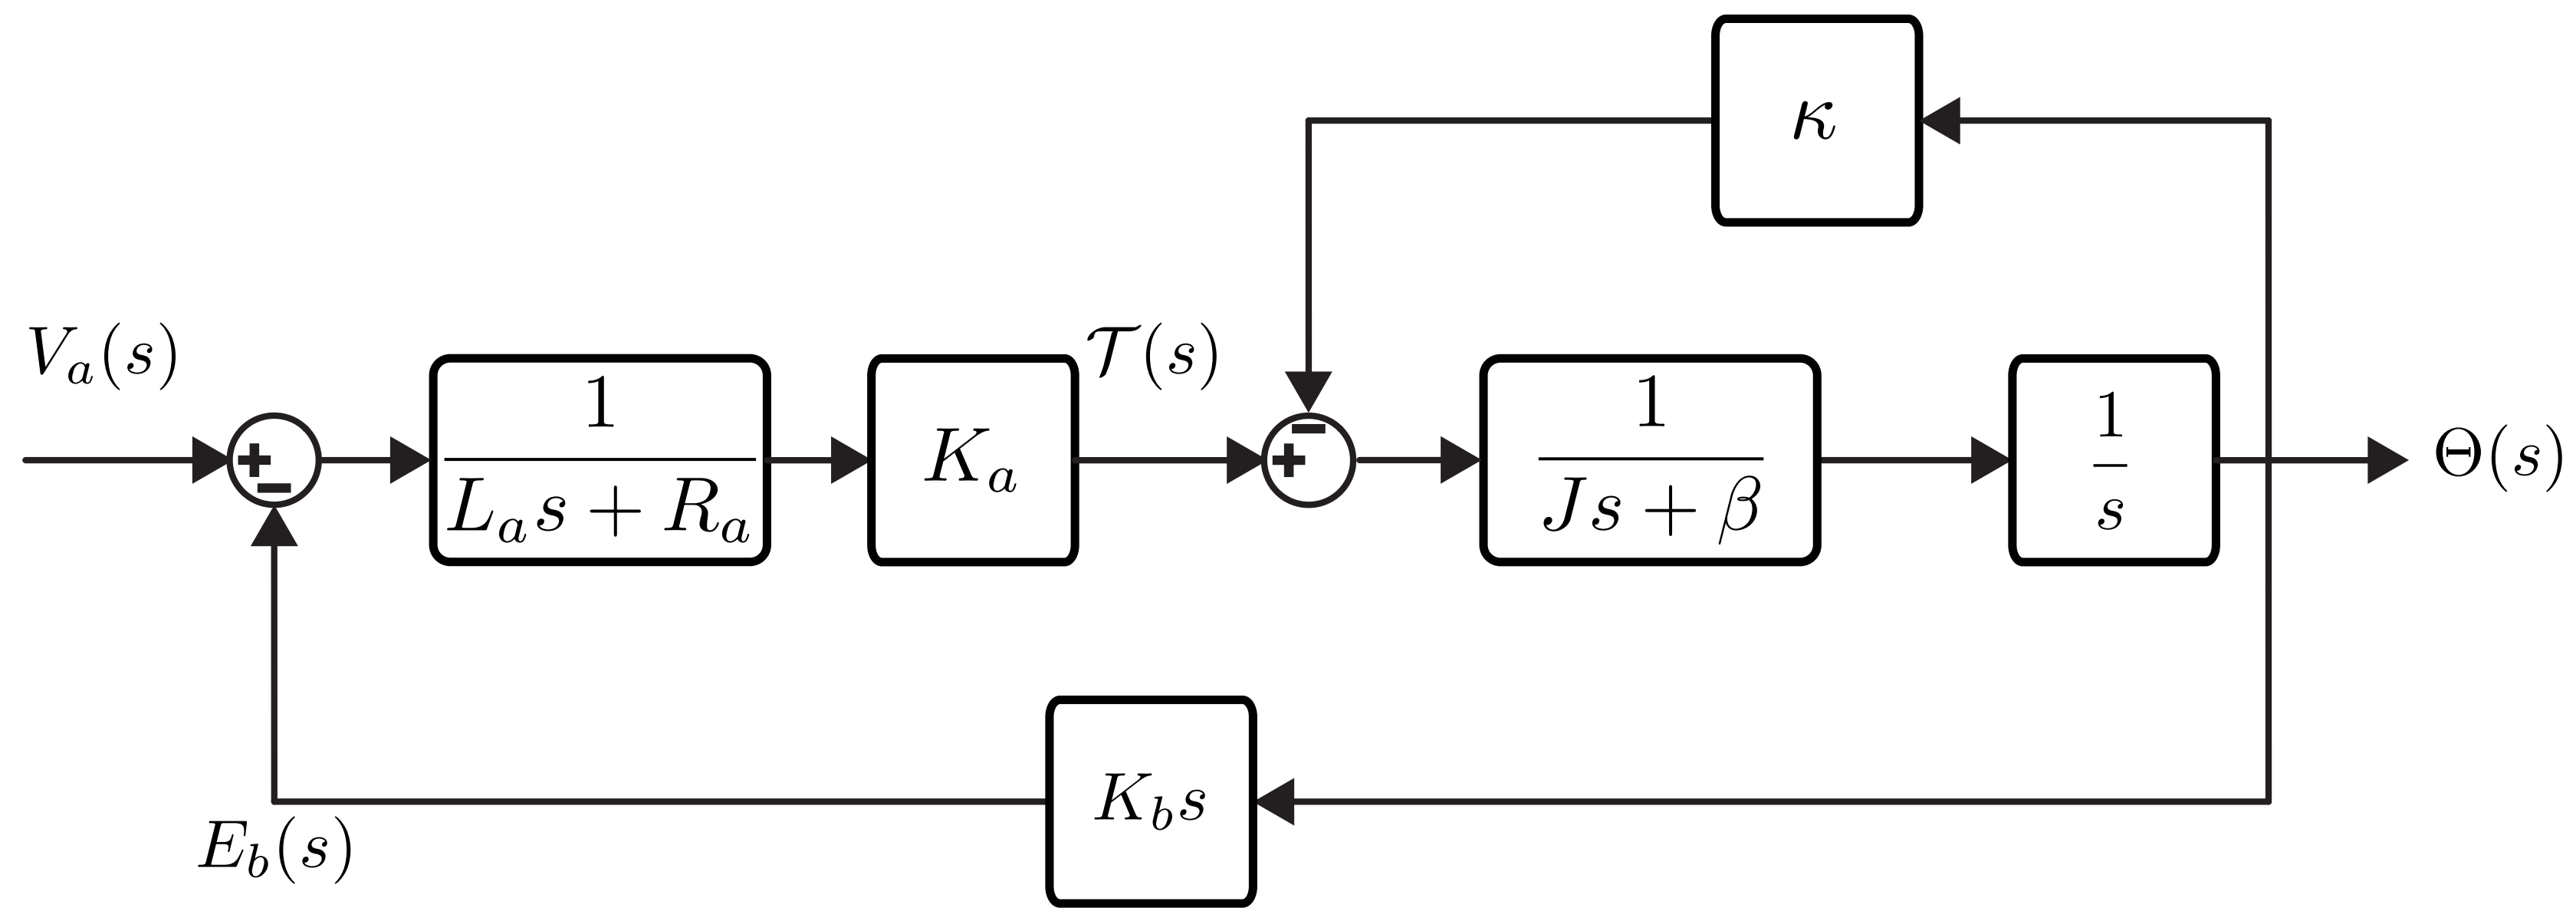 κ
V_a(s)
1
L_a s + R_a
K_a
𝒯(s)
1
Js + β
1
s
Θ(s)
K_b s
E_b(s)